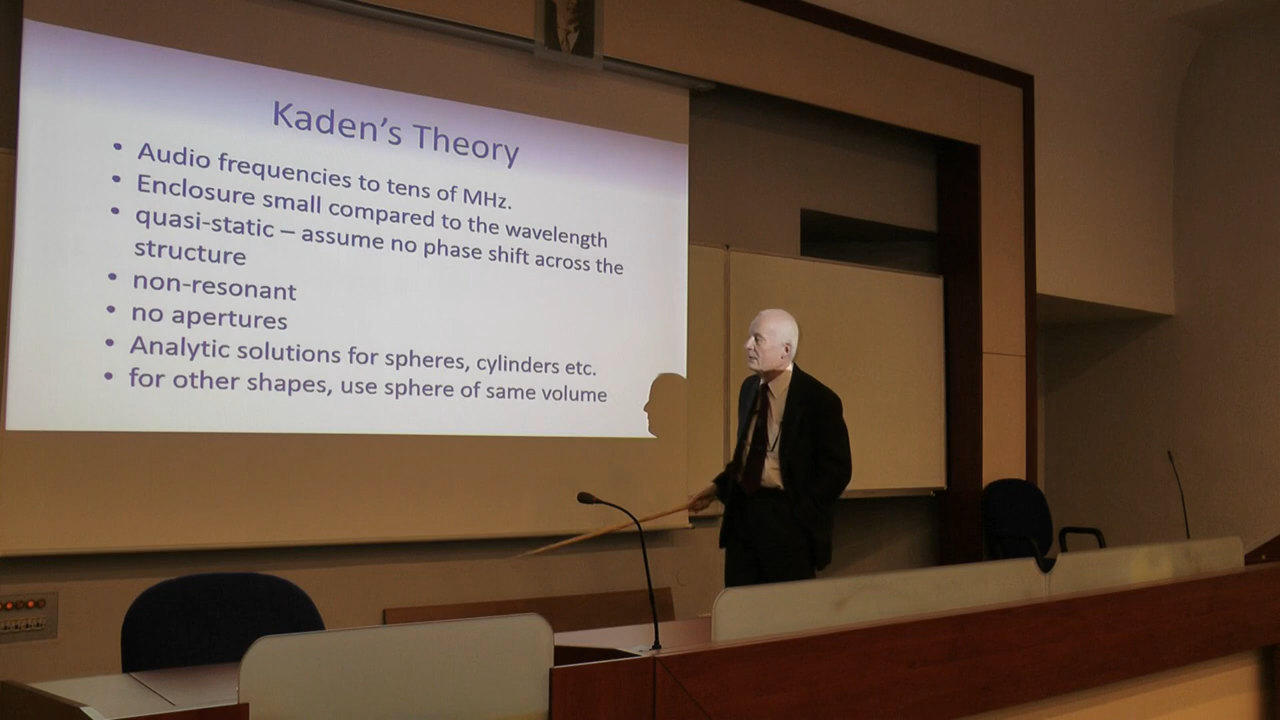 Kaden's Theory
• Audio frequencies to tens of MHz.
• Enclosure small compared to the wavelength
• quasi-static – assume no phase shift across the
structure
• non-resonant
• no apertures
• Analytic solutions for spheres, cylinders etc.
• for other shapes, use sphere of same volume